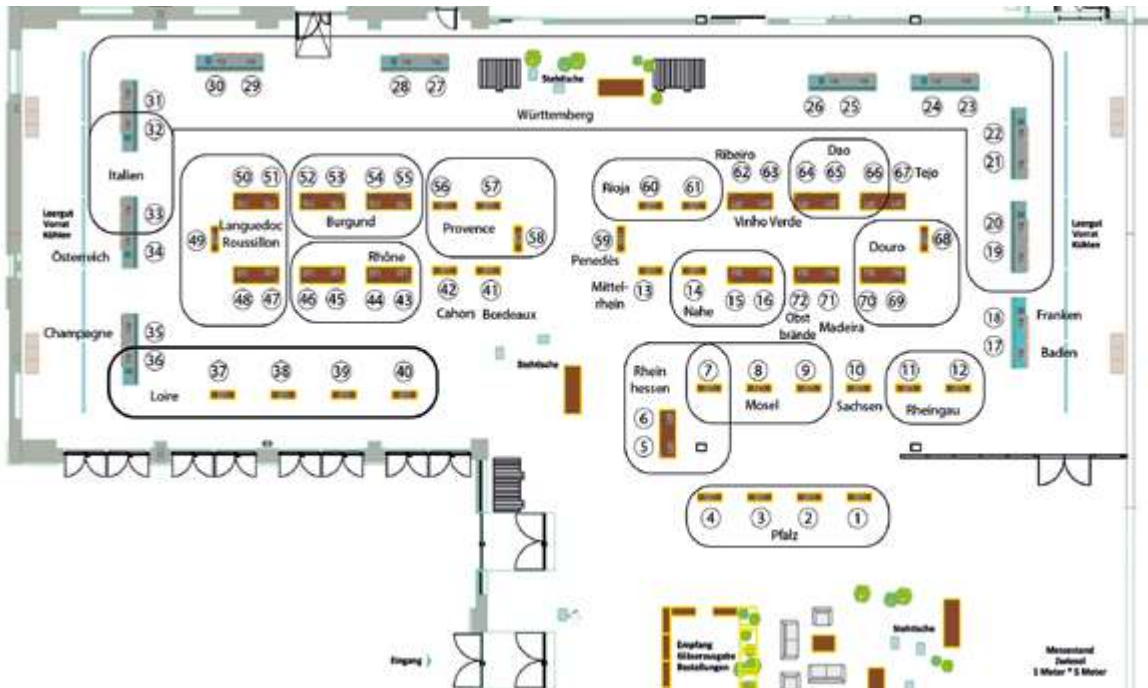 30 29 28 27
Stehtische
26 25 24 23
31
Württemberg
32
22
21
Italien
50 51 52 53 54 55 56 57
Rioja 60 61
Ribeiro
62 63
Dao
64 65 66 67 Tejo
33
Languedoc
Roussillon
Burgund
Provence
Vinho Verde
20
Leergut
Vorrat
Kühlen
49
58
59
Penedès
Douro
68
Leergut
Vorrat
Kühlen
34
Österreich
Rhône
19
48 47 46 45 44 43 42 41
Cahors Bordeaux
13
Mittel-
rhein
14
Nahe
15 16 72 71
Obst
brände
Madeira
70 69
18 Franken
17 Baden
Champagne
35
36
Loire
37 38 39 40
Stehtische
Rhein
hessen
7 8 9 10 11 12
Mosel
Sachsen
Rheingau
6
5
4 3 2 1
Pfalz
Eingang
Empfang
Gläserausgabe
Bestellungen
Stehtische
Messestand
1 Meter * 5 Meter